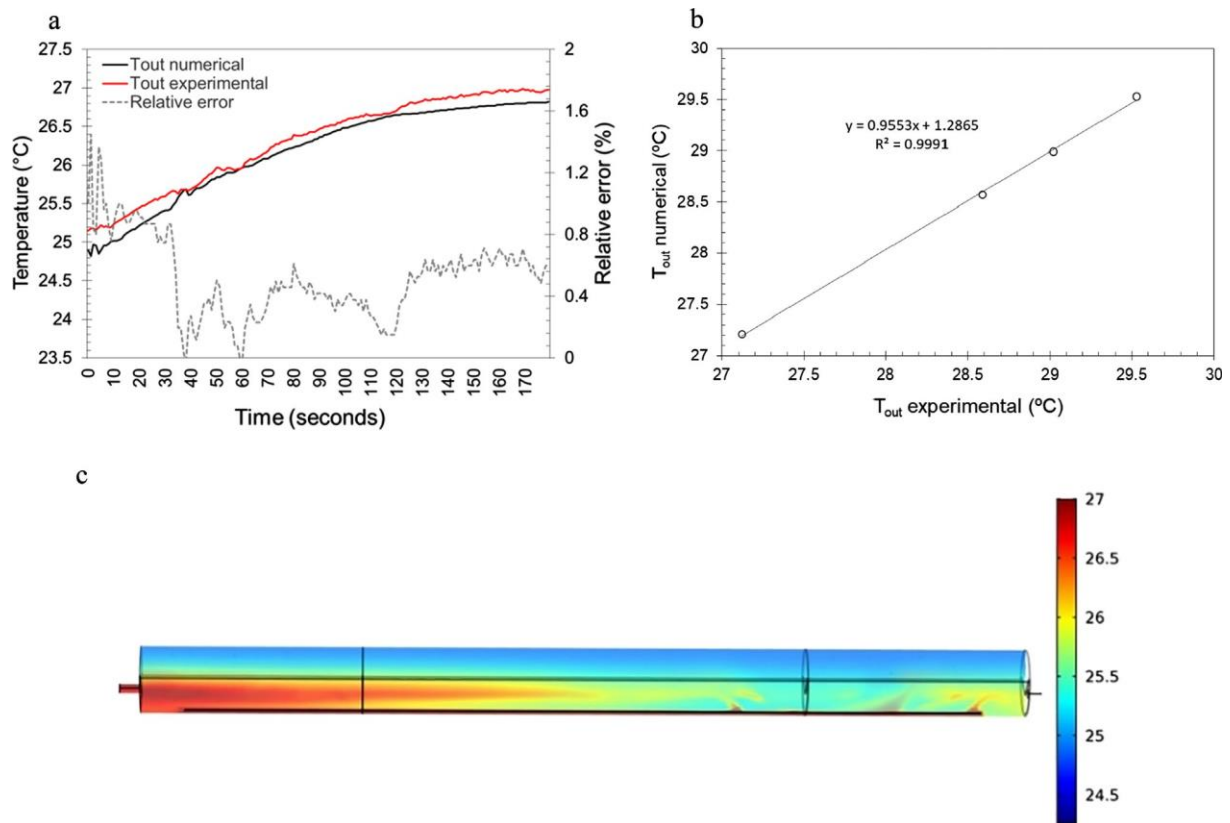 a
27.5
27
26.5
26
25.5
25
24.5
24
23.5
Temperature (°C)
Tout numerical
Tout experimental
Relative error
2
1.6
1.2
0.8
0.4
0
Relative error (%)
0 10 20 30 40 50 60 70 80 90 100 110 120 130 140 150 160 170
Time (seconds)
b
30
29.5
29
28.5
28
27.5
27
Tout numerical (ºC)
y = 0.9553x + 1.2865
R² = 0.9991
27 27.5 28 28.5 29 29.5 30
Tout experimental (ºC)
c
27
26.5
26
25.5
25
24.5